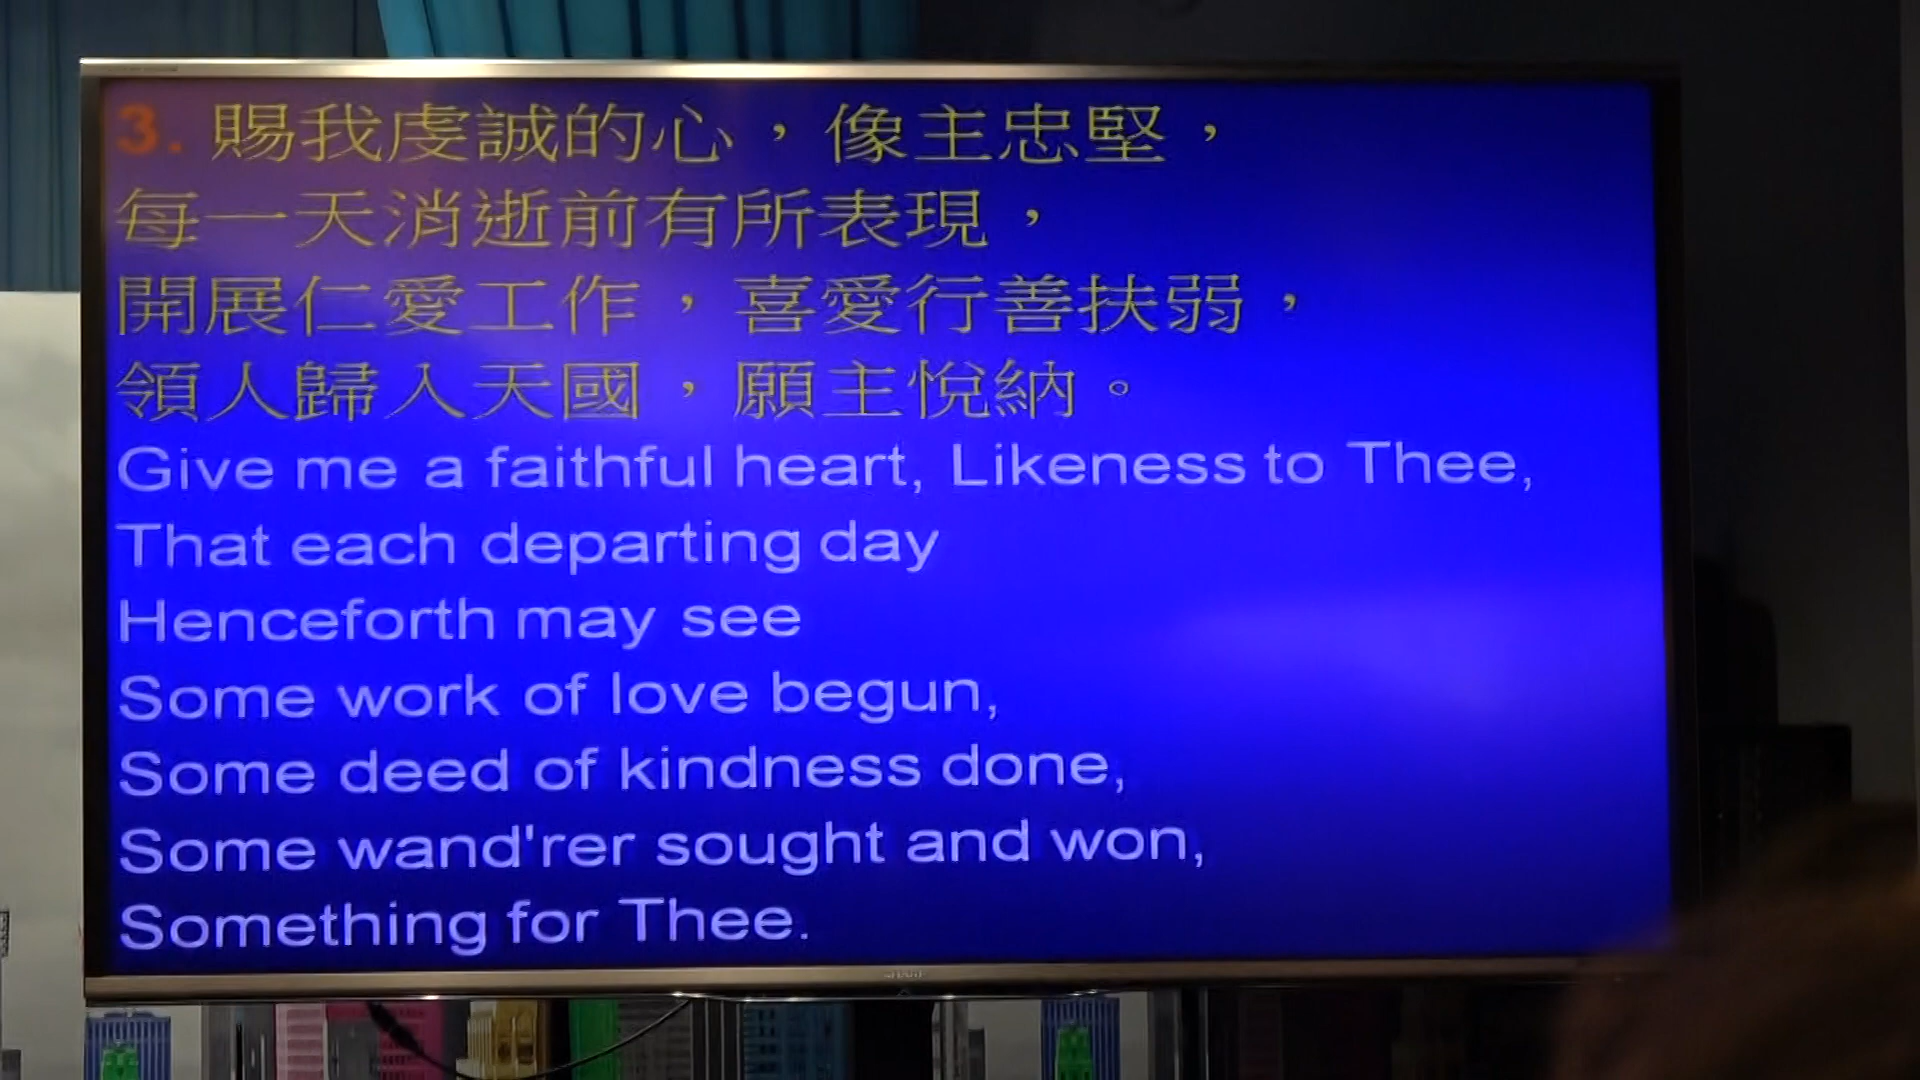 3. 賜我虔誠的心，像主忠堅，
每一天消逝前有所表現，
開展仁愛工作，喜愛行善扶弱，
領人歸入天國，願主悅納。
Give me a faithful heart, Likeness to Thee,
That each departing day
Henceforth may see
Some work of love begun,
Some deed of kindness done,
Some wand'rer sought and won,
Something for Thee.